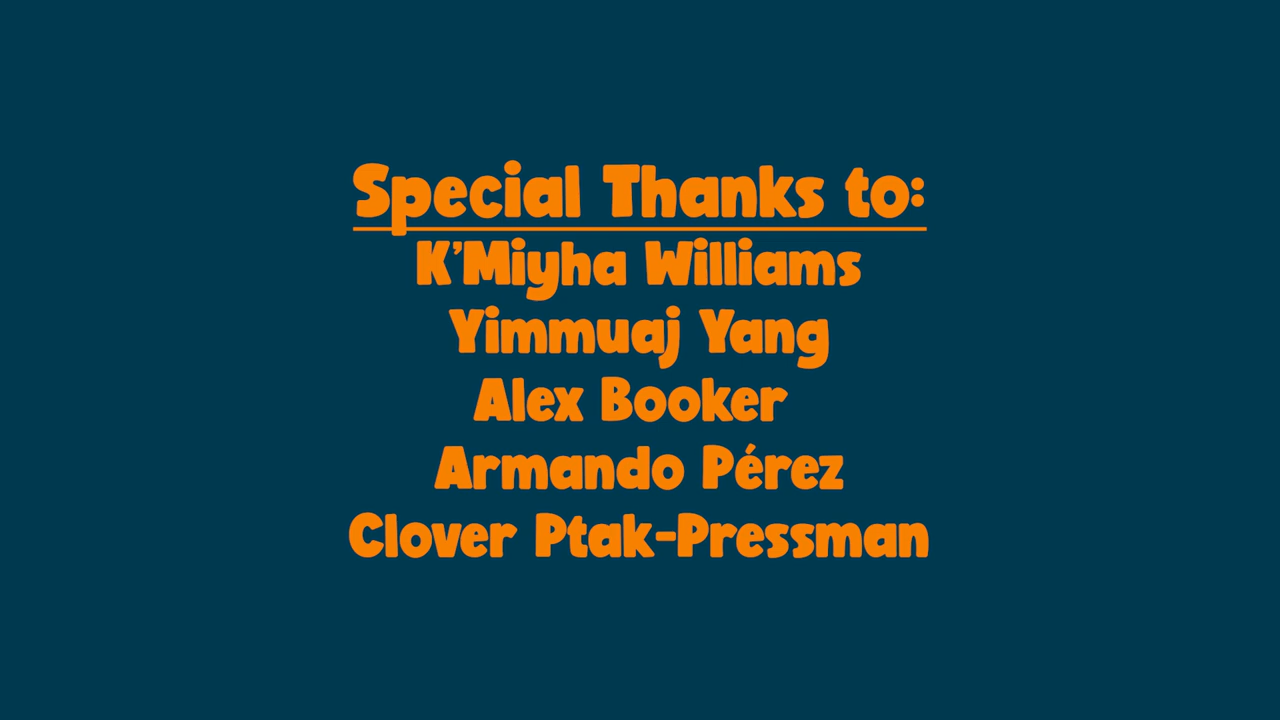 Special Thanks to:
K’Miyha Williams
Yimmuaj Yang
Alex Booker
Armando Pérez
Clover Ptak-Pressman